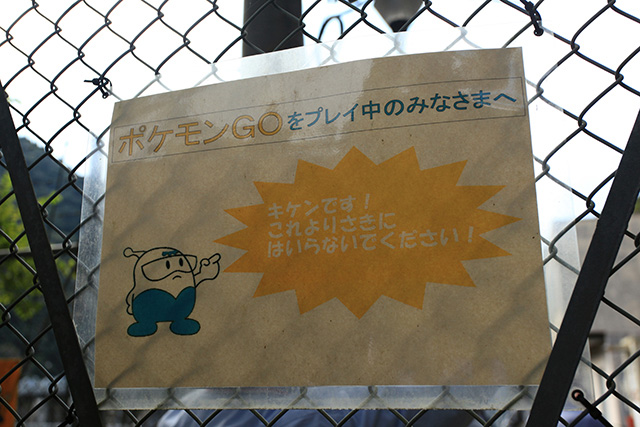 ポケモンGOをプレイ中のみなさまへ
キケンです！
これよりさきに
はいらないでください！